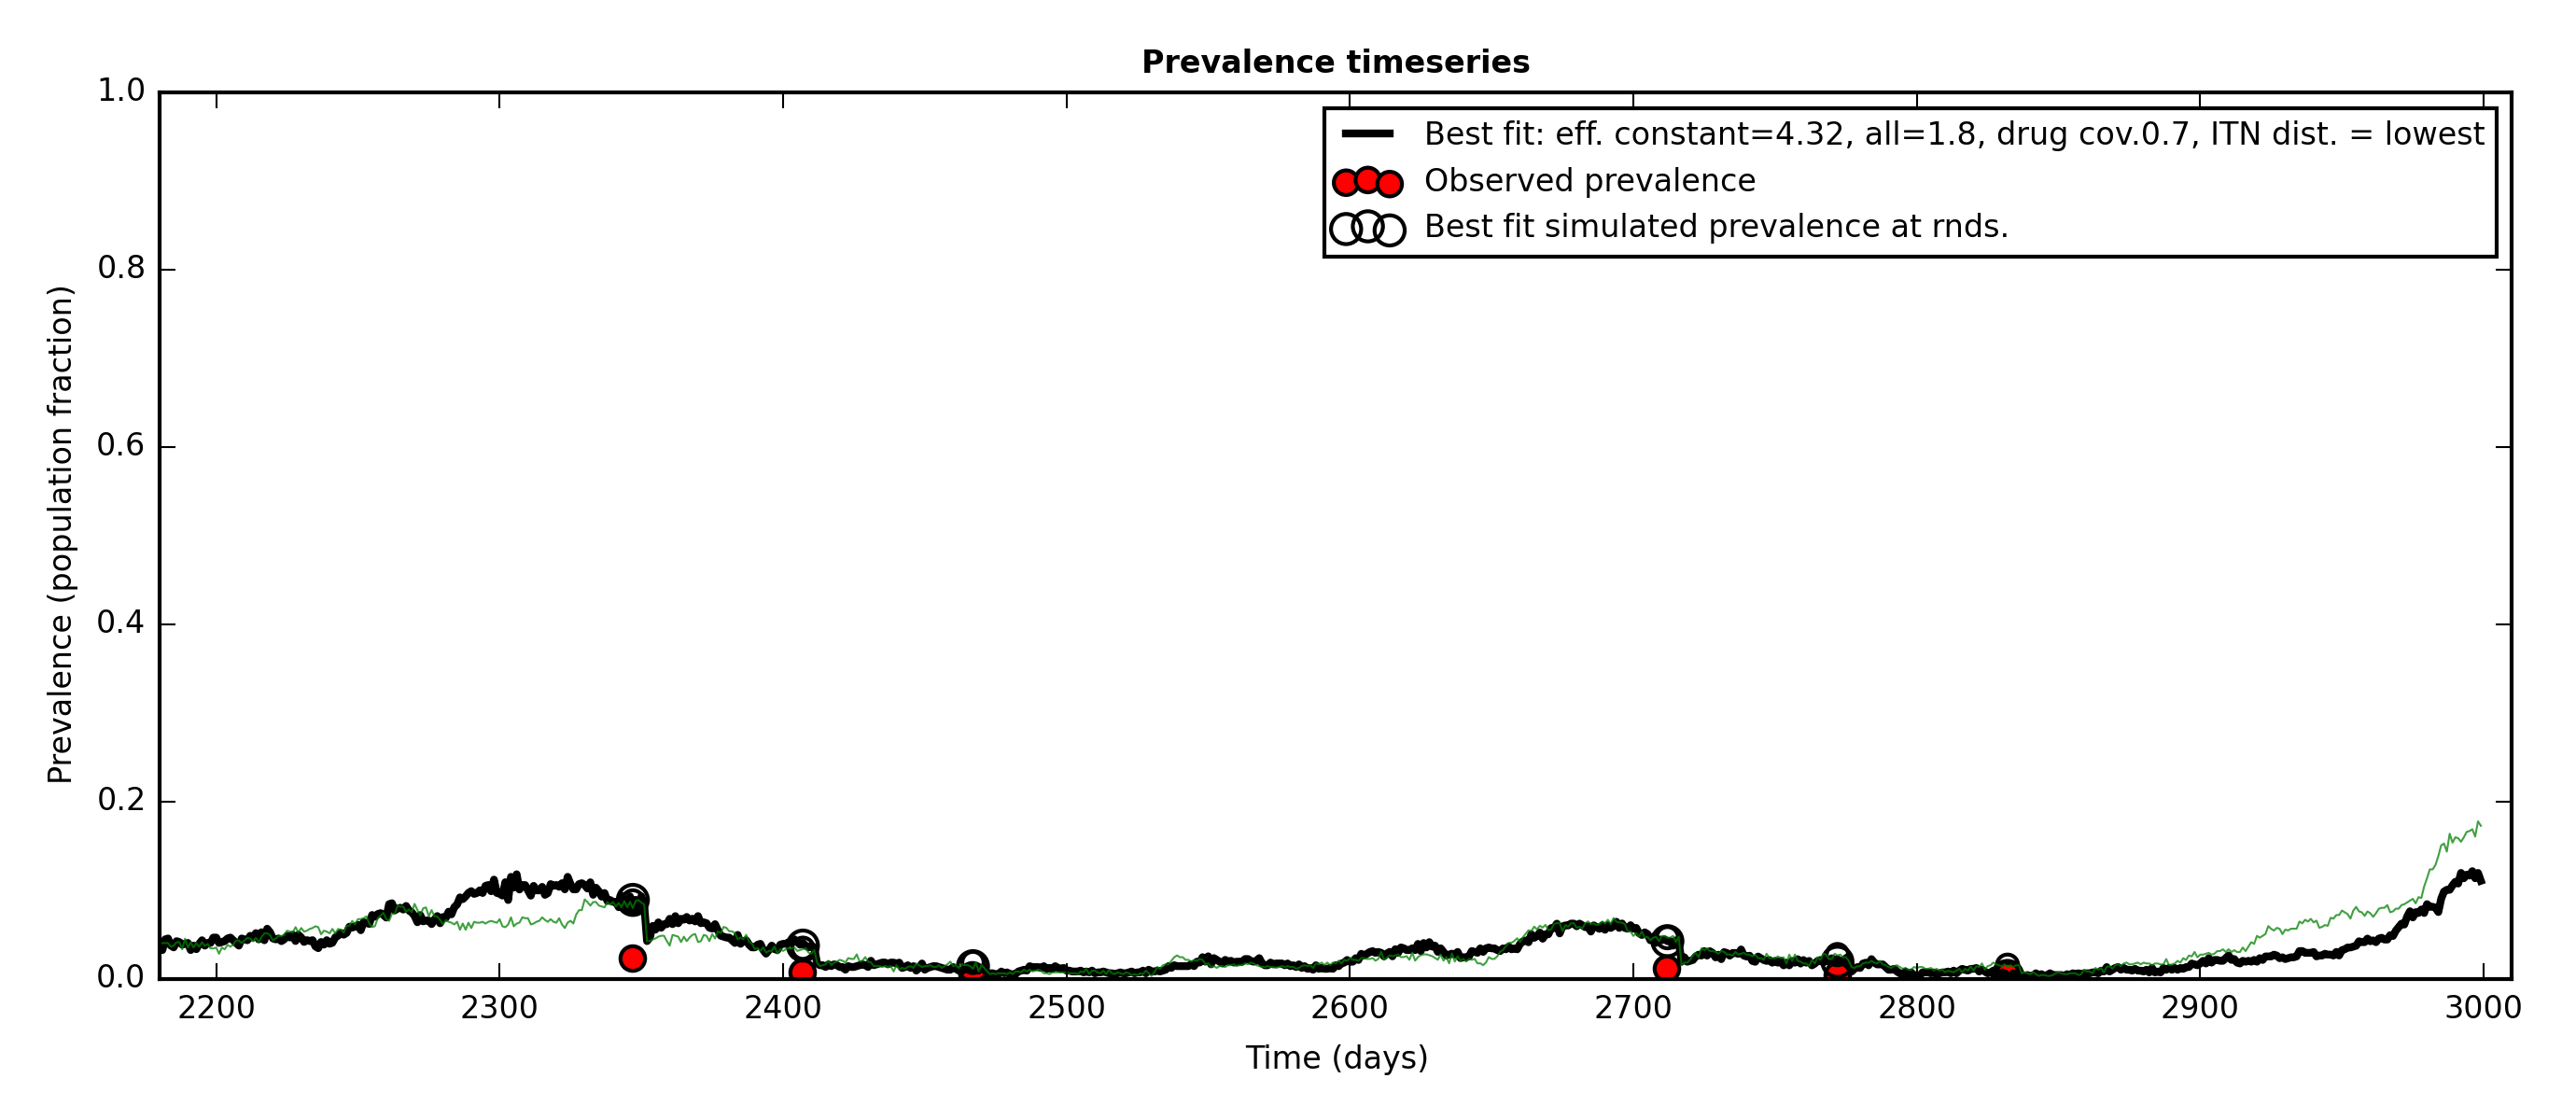 Prevalence timeseries
1.0
0.8
0.6
0.4
0.2
0.0
Prevalence (population fraction)
Best fit: eff. constant=4.32, all=1.8, drug cov.0.7, ITN dist. = lowest
Observed prevalence
Best fit simulated prevalence at rnds.
2200 2300 2400 2500 2600 2700 2800 2900 3000
Time (days)